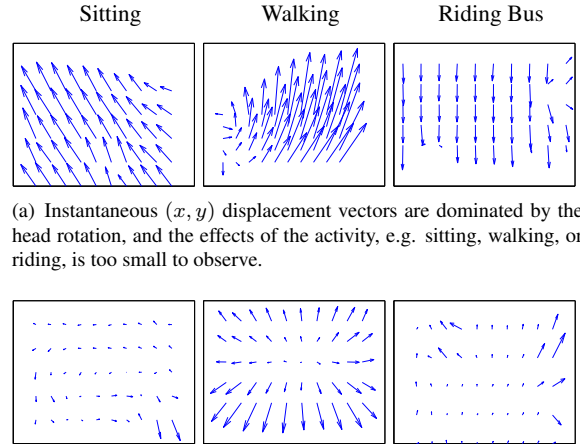 Sitting Walking Riding Bus
(a) Instantaneous (x, y) displacement vectors are dominated by the
head rotation, and the effects of the activity, e.g. sitting, walking, or
riding, is too small to observe.